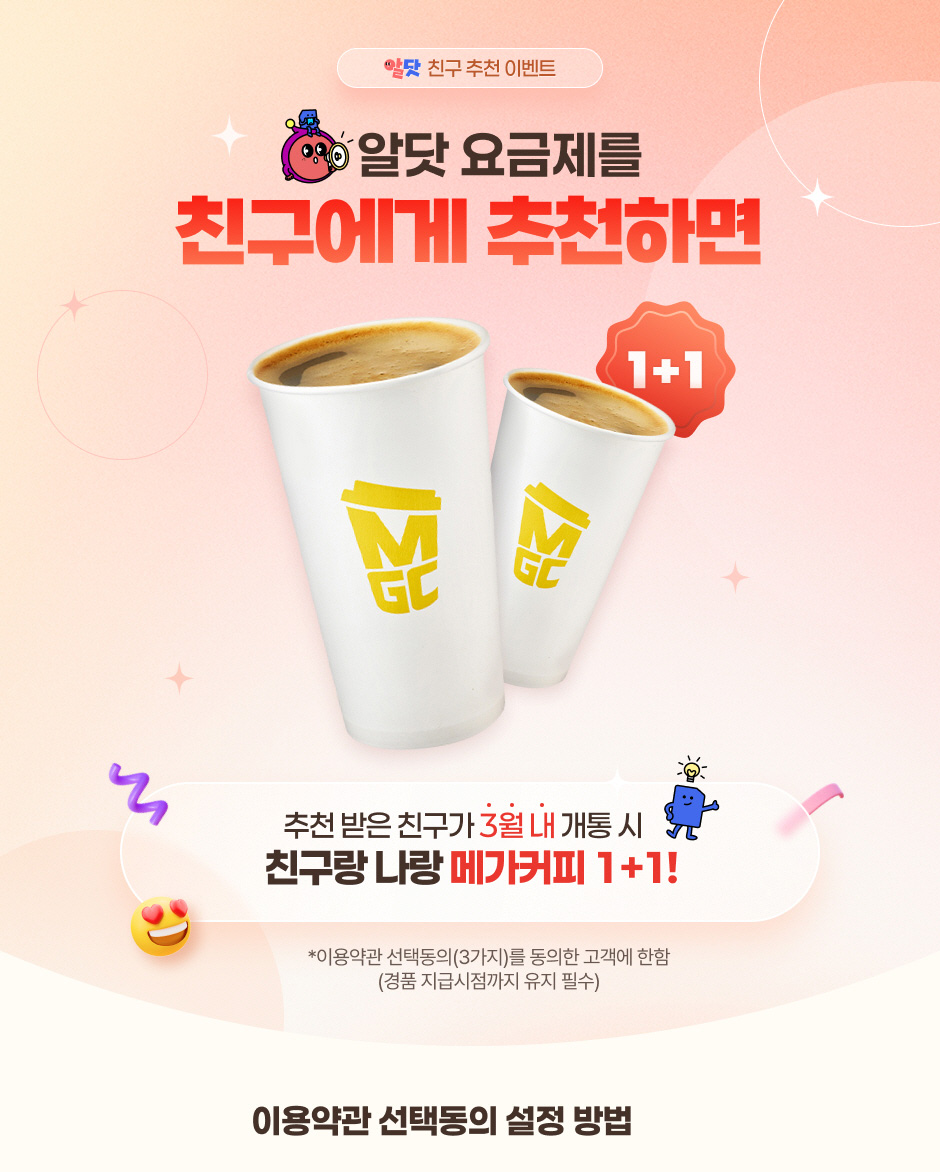 알닷 친구 추천 이벤트
알닷 요금제를
친구에게 추천하면
1+1
M
GC
M
GC
추천 받은 친구가 3월 내 개통 시
친구랑 나랑 메가커피 1+1!
*이용약관 선택동의(3가지)를 동의한 고객에 한함
(경품 지급시점까지 유지 필수)
이용약관 선택동의 설정 방법